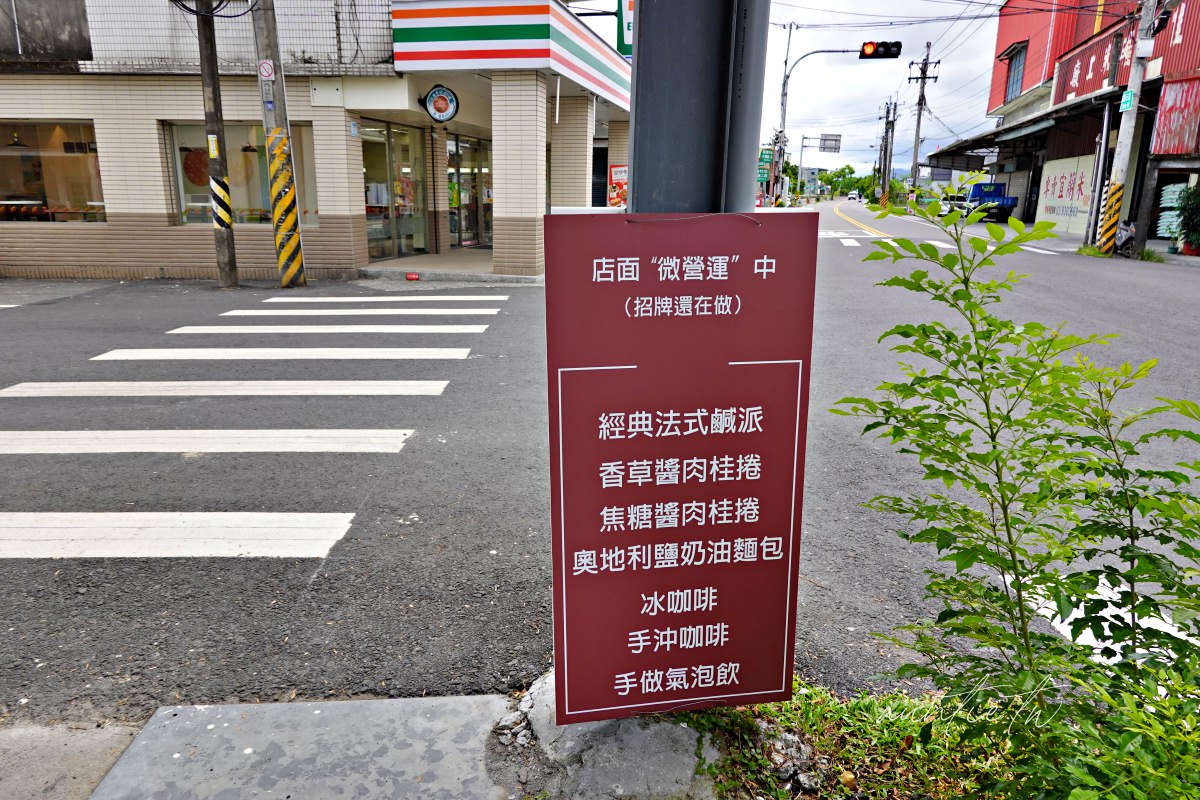 店面“微營運”中
（招牌還在做）
經典法式鹹派
香草醬肉桂捲
焦糖醬肉桂捲
奧地利鹽奶油麵包
冰咖啡
手沖咖啡
手做氣泡飲